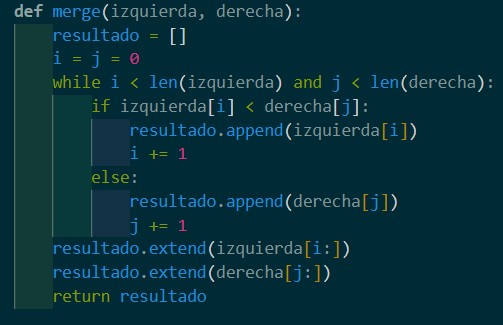 def merge(izquierda, derecha):
    resultado = []
    i = j = 0
    while i < len(izquierda) and j < len(derecha):
        if izquierda[i] < derecha[j]:
            resultado.append(izquierda[i])
            i += 1
        else:
            resultado.append(derecha[j])
            j += 1
    resultado.extend(izquierda[i:])
    resultado.extend(derecha[j:])
    return resultado